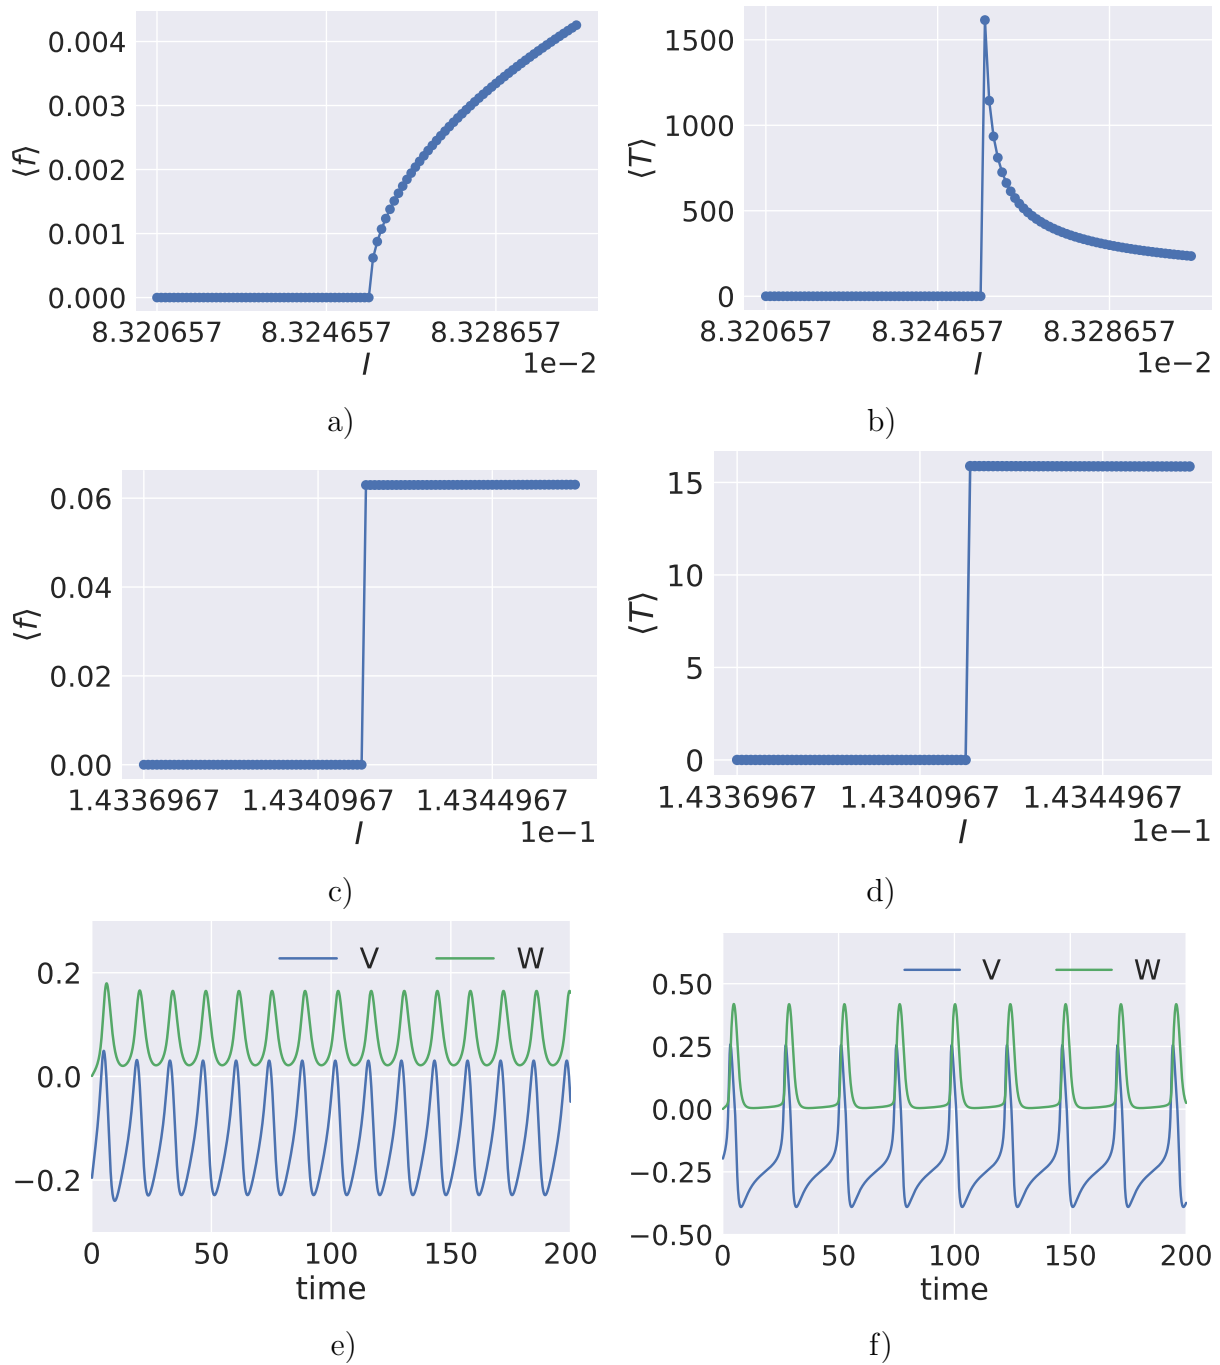 0.004
0.003
0.002
0.001
0.000
⟨f⟩
8.320657 8.324657 8.328657
I 1e−2
a)
1500
1000
500
0
⟨T⟩
8.320657 8.324657 8.328657
I 1e−2
b)
0.06
0.04
0.02
0.00
⟨f⟩
1.4336967 1.4340967 1.4344967
I 1e−1
c)
15
10
5
0
⟨T⟩
1.4336967 1.4340967 1.4344967
I 1e−1
d)
V W
0.2
0.0
−0.2
0 50 100 150 200
time
e)
V W
0.50
0.25
0.00
−0.25
−0.50
0 50 100 150 200
time
f)